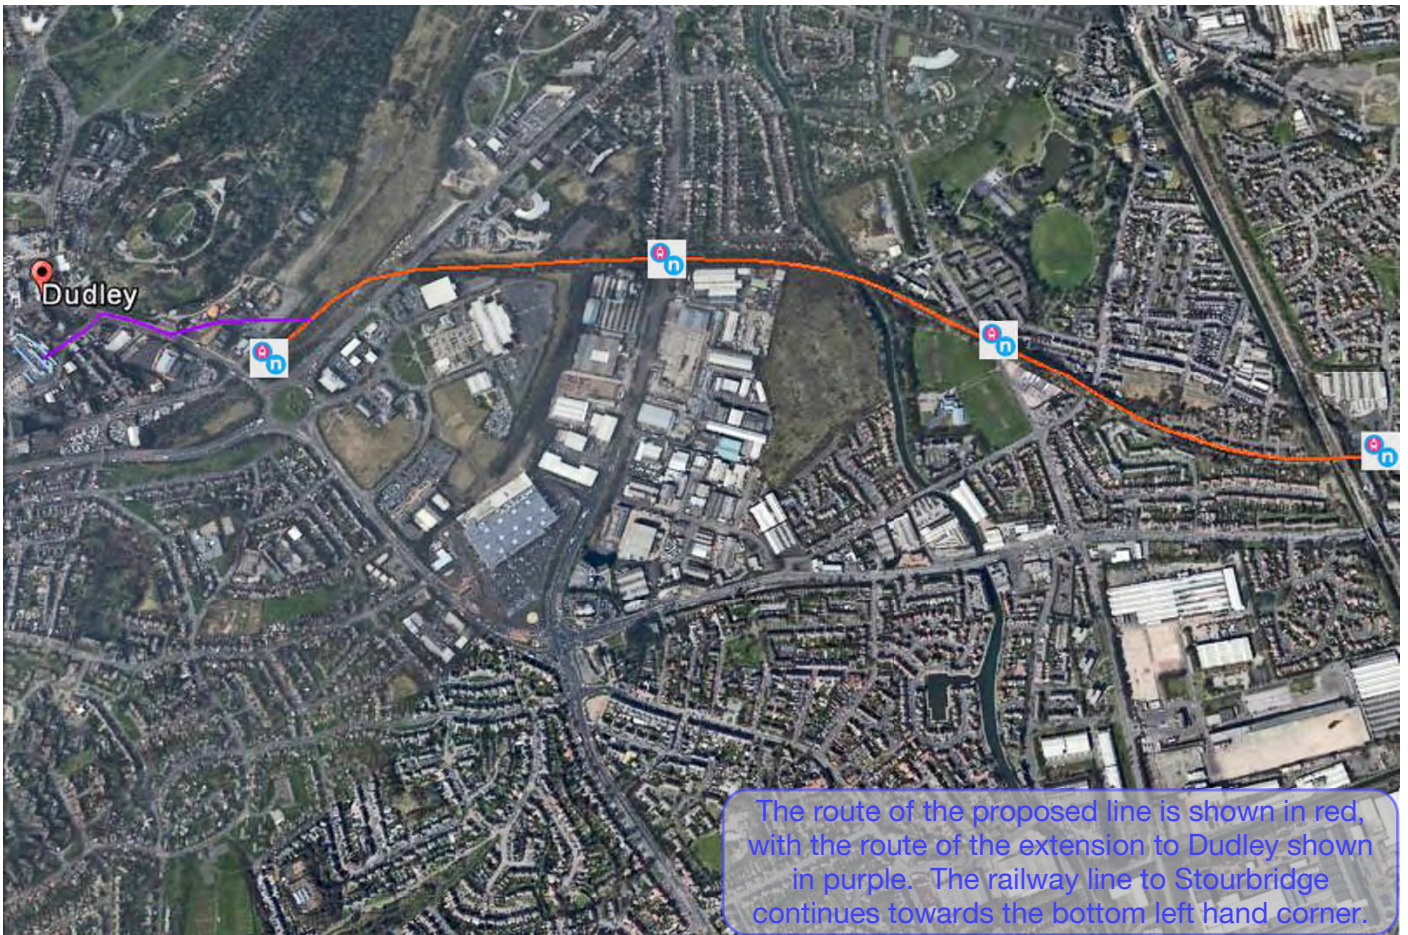 Dudley
n
n
n
n
The route of the proposed line is shown in red,
with the route of the extension to Dudley shown
in purple.  The railway line to Stourbridge
continues towards the bottom left hand corner.